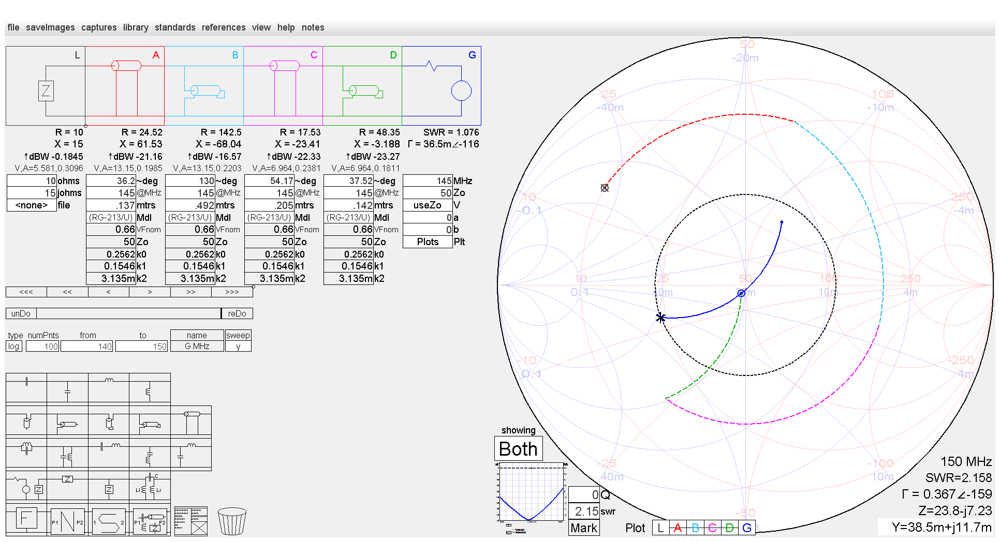 file saveImages captures library standards references view help notes
L A B C D G
Z
R = 10 R = 24.52 R = 142.5 R = 17.53 R = 48.35 SWR = 1.076
X = 15 X = 61.53 X = -68.04 X = -23.41 X = -3.188 Γ = 36.5m∠-116
↑dBW -0.1845 ↑dBW -21.16 ↑dBW -16.57 ↑dBW -22.33 ↑dBW -23.27
V,A=5.581,0.3096 V,A=13.15,0.1985 V,A=13.15,0.2203 V,A=6.964,0.2381 V,A=6.964,0.1811
10 ohms 36.2 ~deg 130 ~deg 54.17 ~deg 37.52 ~deg 145 MHz
15 johms 145 @MHz 145 @MHz 145 @MHz 145 @MHz 50 Zo
<none> file .137 mtrs .492 mtrs .205 mtrs .142 mtrs useZo V
(RG-213/U) Mdl (RG-213/U) Mdl (RG-213/U) Mdl (RG-213/U) Mdl 0 a
0.66 VFnom 0.66 VFnom 0.66 VFnom 0.66 VFnom 0 b
50 Zo 50 Zo 50 Zo 50 Zo Plots Plt
0.2562 k0 0.2562 k0 0.2562 k0 0.2562 k0
0.1546 k1 0.1546 k1 0.1546 k1 0.1546 k1
3.135m k2 3.135m k2 3.135m k2 3.135m k2
<<< << < > >> >>>
unDo reDo
type numPnts from to name sweep
log 100 140 150 G.MHz y
Z Z Z C
LI Lr
F P1 N P2 1 S 2 P1 P2
Z
50
-20m
25 100
-40m -10m
10 250
-0.1 -4m
10 25 50 100 250
0.1 40m m 10m 4m
-10 -250
0.1 4m
-25 -100
40m 10m
-50
showing
Both
0 Q
2.15 swr
Mark
Plot L A B C D G
150 MHz
SWR=2.158
Γ = 0.367∠-159
Z=23.8-j7.23
Y=38.5m+j11.7m